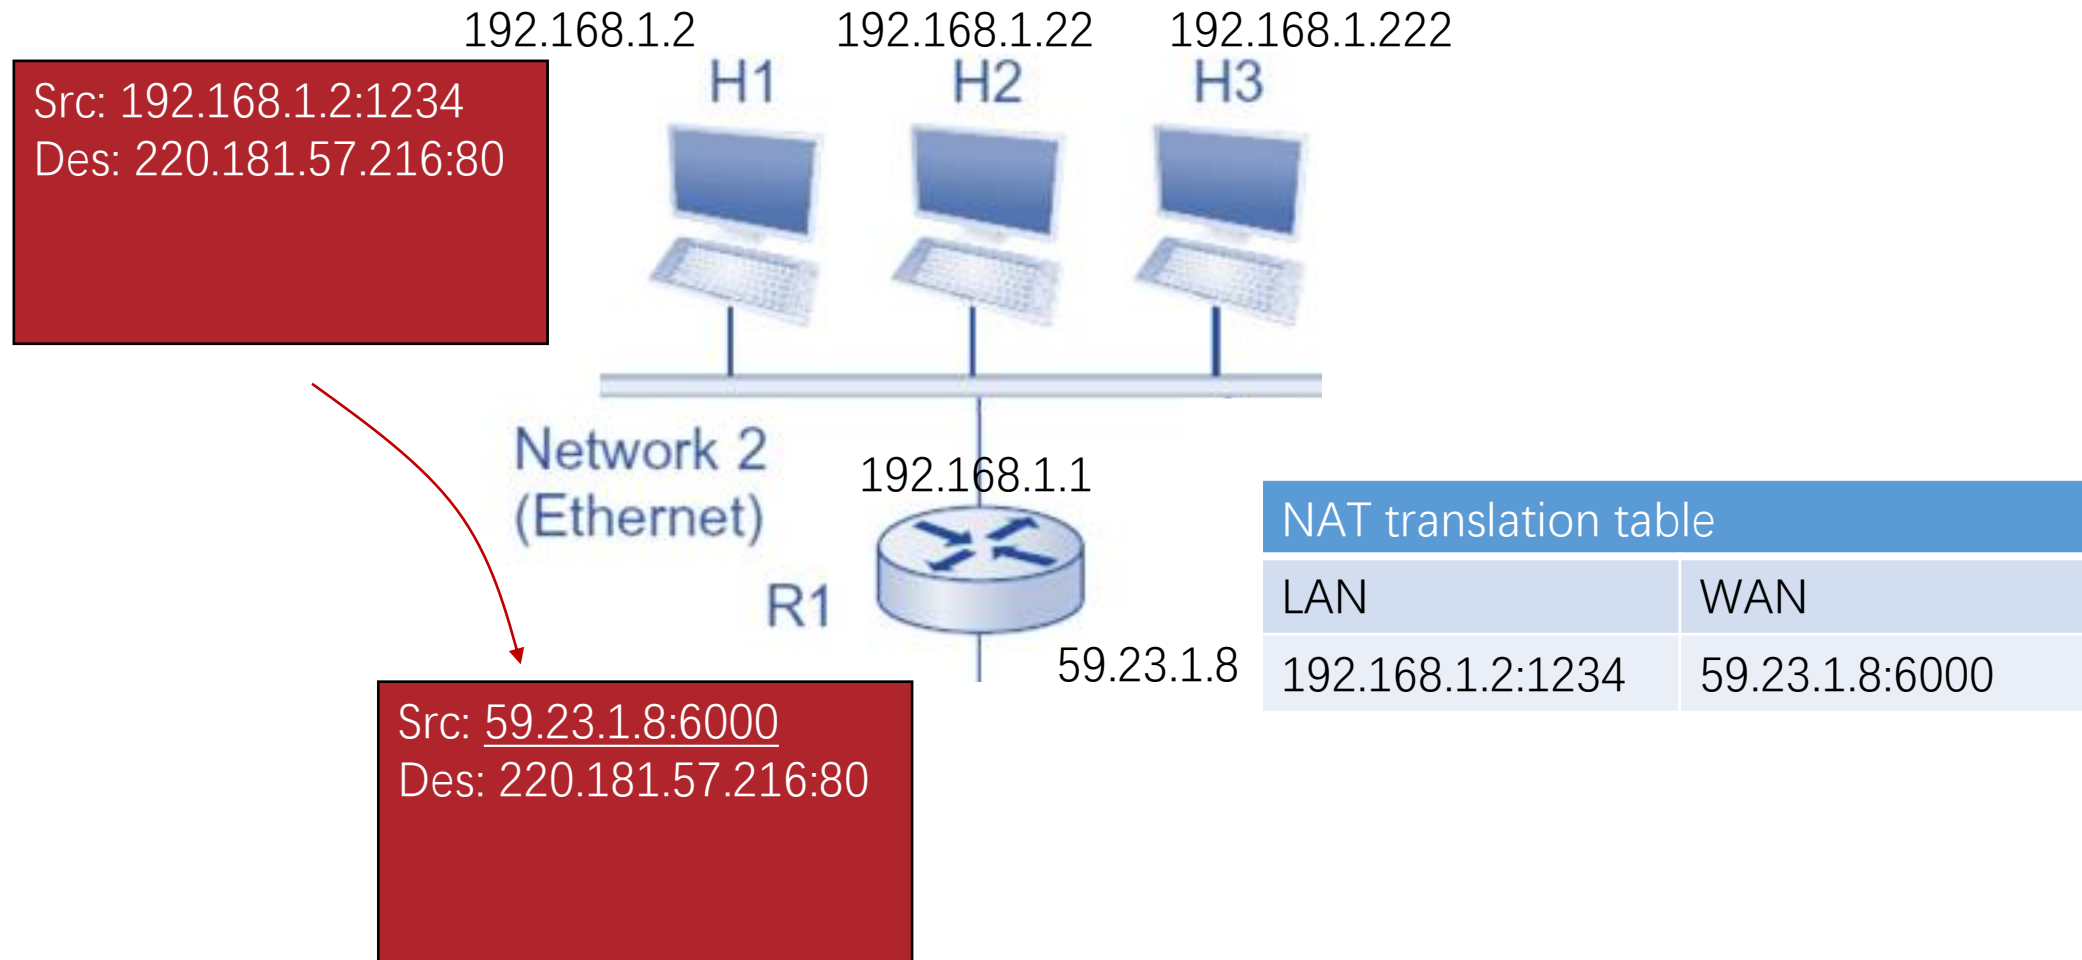 192.168.1.2
192.168.1.22
192.168.1.222
H1
H2
H3
Src: 192.168.1.2:1234
Des: 220.181.57.216:80
Network 2
(Ethernet)
192.168.1.1
R1
59.23.1.8
NAT translation table
LAN
WAN
192.168.1.2:1234
59.23.1.8:6000
Src: 59.23.1.8:6000
Des: 220.181.57.216:80